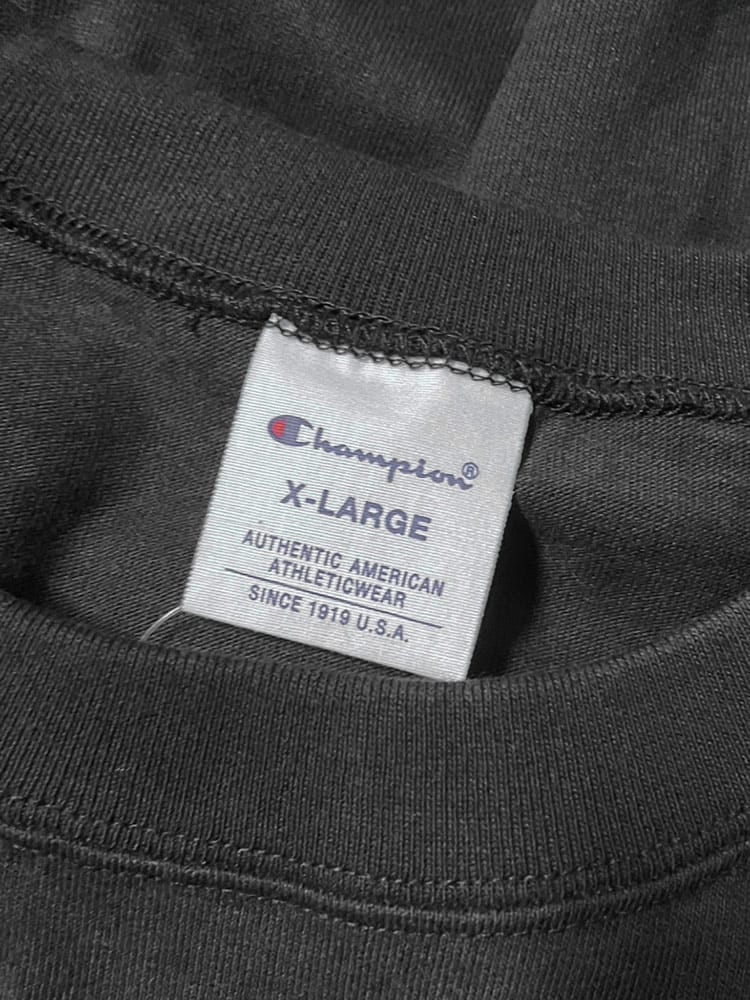 Champion®
X-LARGE
AUTHENTIC AMERICAN
ATHLETICWEAR
SINCE 1919 U.S.A.